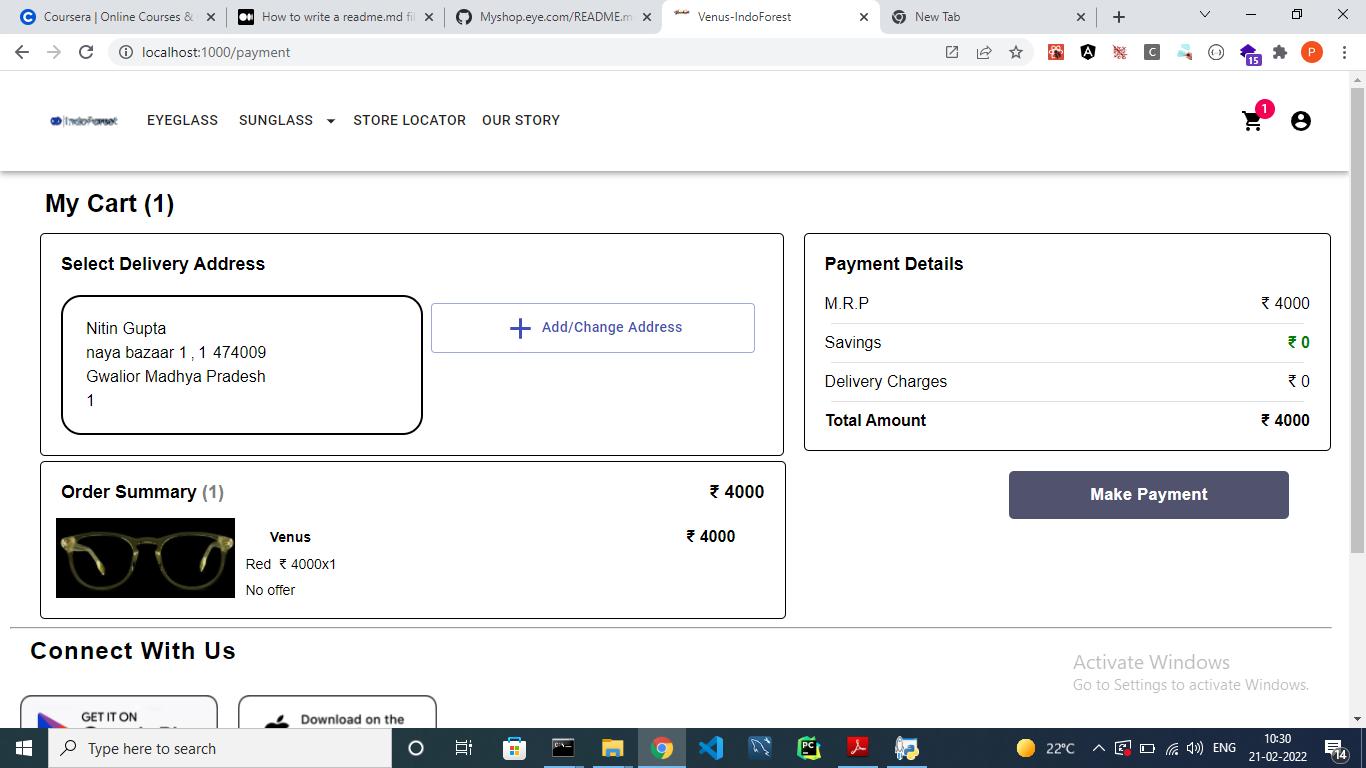 Coursera | Online Courses &
How to write a readme.md fil
Myshop.eye.com/README.m
Venus-IndoForest
New Tab
localhost:1000/payment
C
15
P
IndoForest
EYEGLASS SUNGLASS STORE LOCATOR OUR STORY
1
My Cart (1)
Select Delivery Address
Nitin Gupta
naya bazaar 1 , 1 474009
Gwalior Madhya Pradesh
1
Add/Change Address
Payment Details
M.R.P ₹ 4000
Savings ₹ 0
Delivery Charges ₹ 0
Total Amount ₹ 4000
Make Payment
Order Summary (1) ₹ 4000
Venus ₹ 4000
Red ₹ 4000x1
No offer
Connect With Us
GET IT ON
Download on the
Activate Windows
Go to Settings to activate Windows.
Type here to search
22°C
ENG
10:30
21-02-2022
14